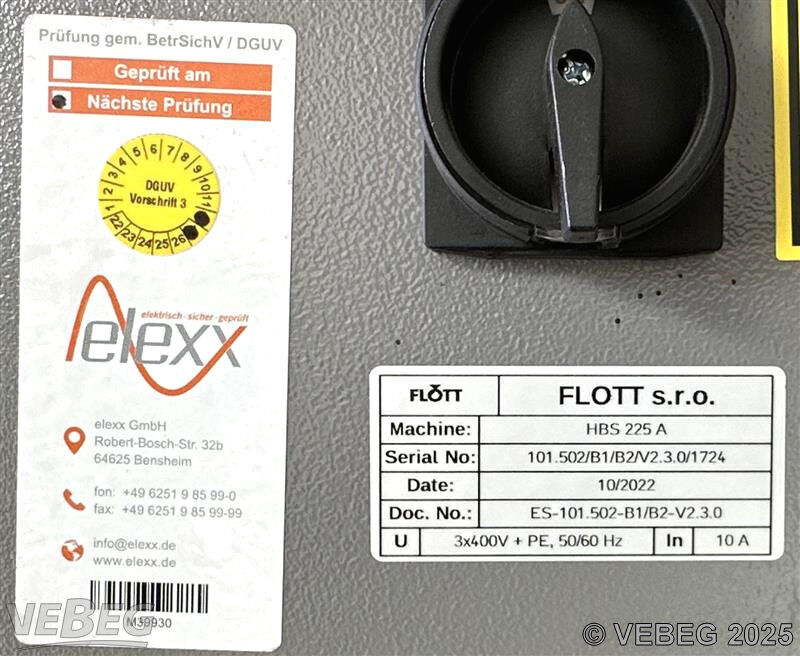 Prüfung gem. BetrSichV / DGUV
Geprüft am
Nächste Prüfung
1 2 3 4 5 6 7 8 9 10 11
DGUV
Vorschrift 3
22 23 24 25 26
elektrisch · sicher · geprüft
elexx
elexx GmbH
Robert-Bosch-Str. 32b
64625 Bensheim
fon: +49 6251 9 85 99-0
fax: +49 6251 9 85 99-99
info@elexx.de
www.elexx.de
M39930
FLOTT FLOTT s.r.o.
Machine: HBS 225 A
Serial No: 101.502/B1/B2/V2.3.0/1724
Date: 10/2022
Doc. No.: ES-101.502-B1/B2-V2.3.0
U 3x400V + PE, 50/60 Hz In 10 A
VEBEG
© VEBEG 2025